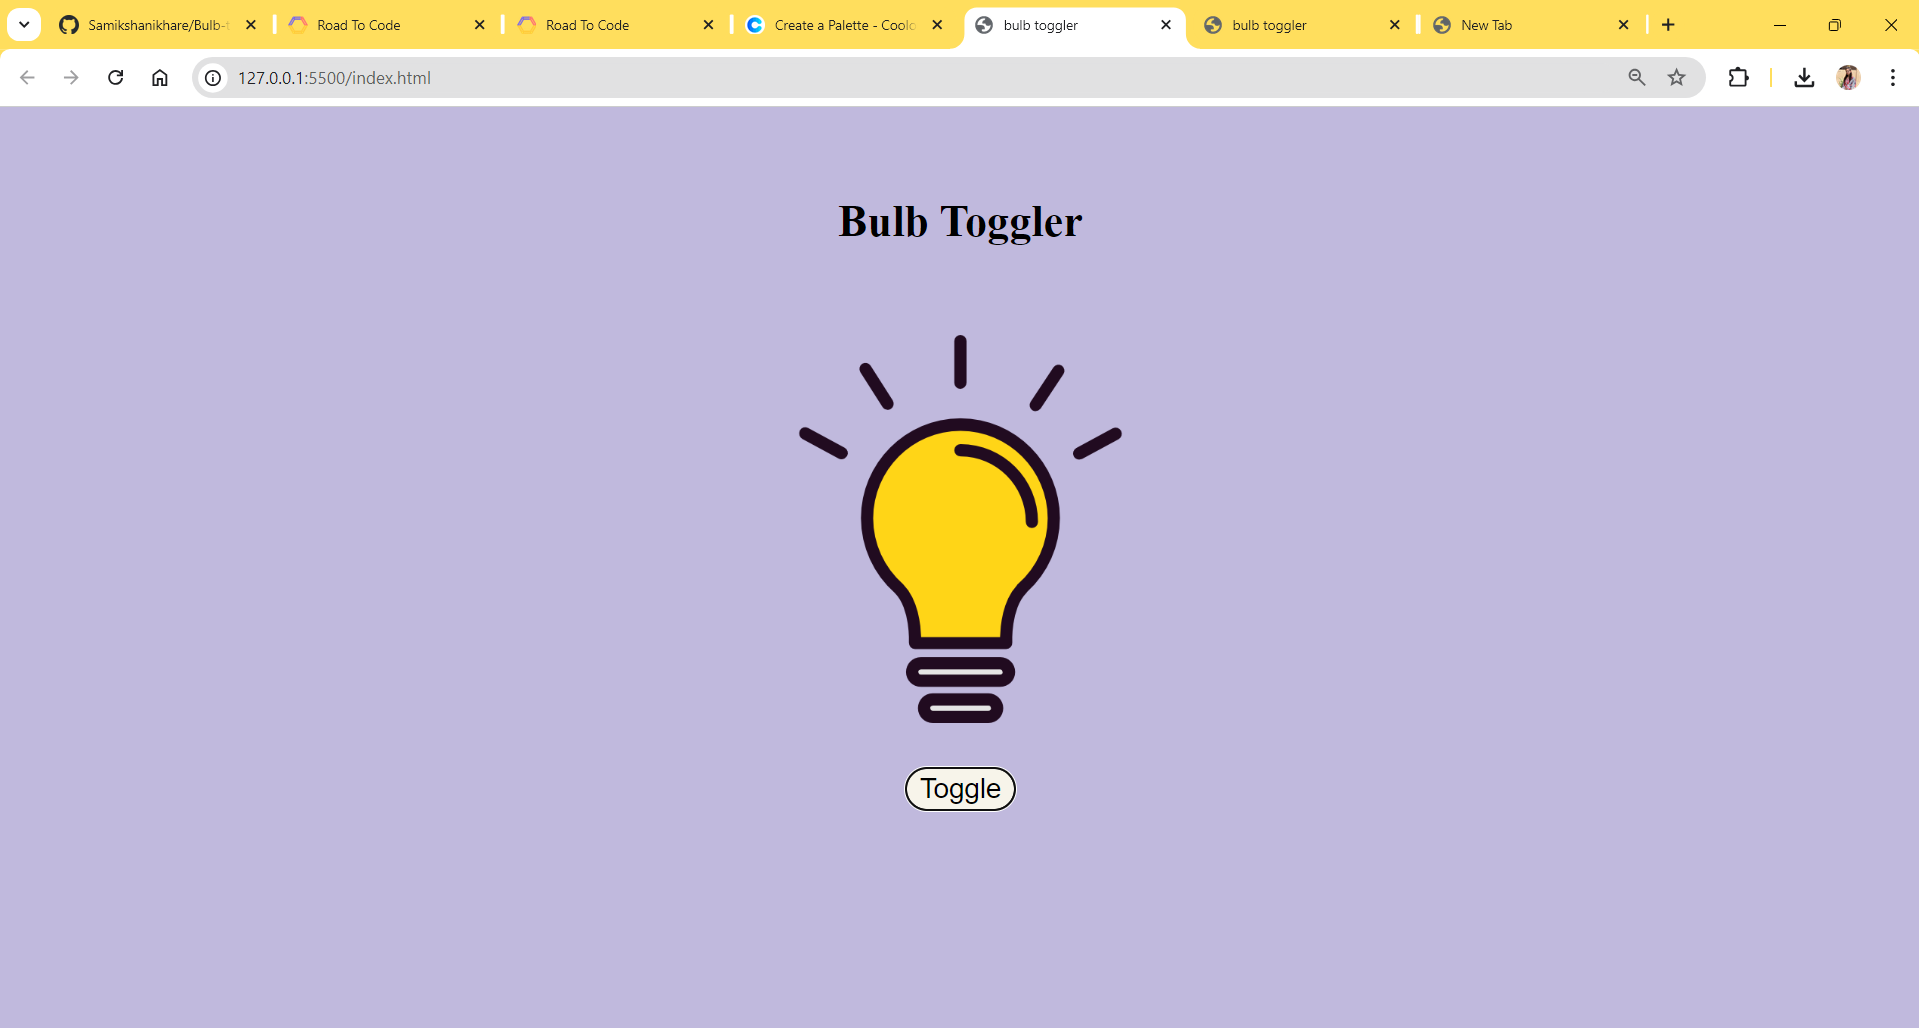 Samikshanikhare/Bulb-t
Road To Code
Road To Code
Create a Palette - Coolo
bulb toggler
bulb toggler
New Tab
127.0.0.1:5500/index.html
Bulb Toggler
Toggle